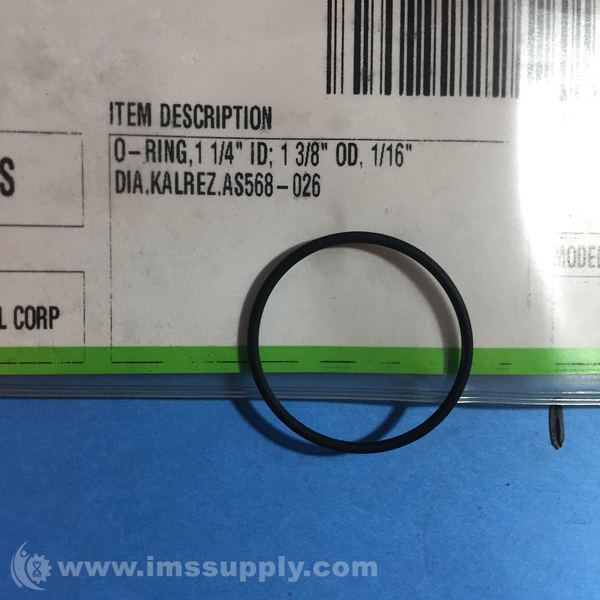 ITEM DESCRIPTION
O-RING,1 1/4" ID; 1 3/8" OD, 1/16"
DIA,KALREZ,AS568-026
S
MODEL
L CORP
www.imssupply.com